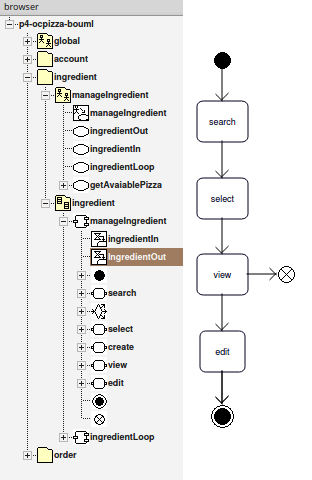 browser
p4-ocpizza-bouml
global
account
ingredient
manageIngredient
manageIngredient
ingredientOut
ingredientIn
ingredientLoop
getAvaiablePizza
ingredient
manageIngredient
ingredientIn
IngredientOut
search
select
create
view
edit
ingredientLoop
order
search
select
view
edit